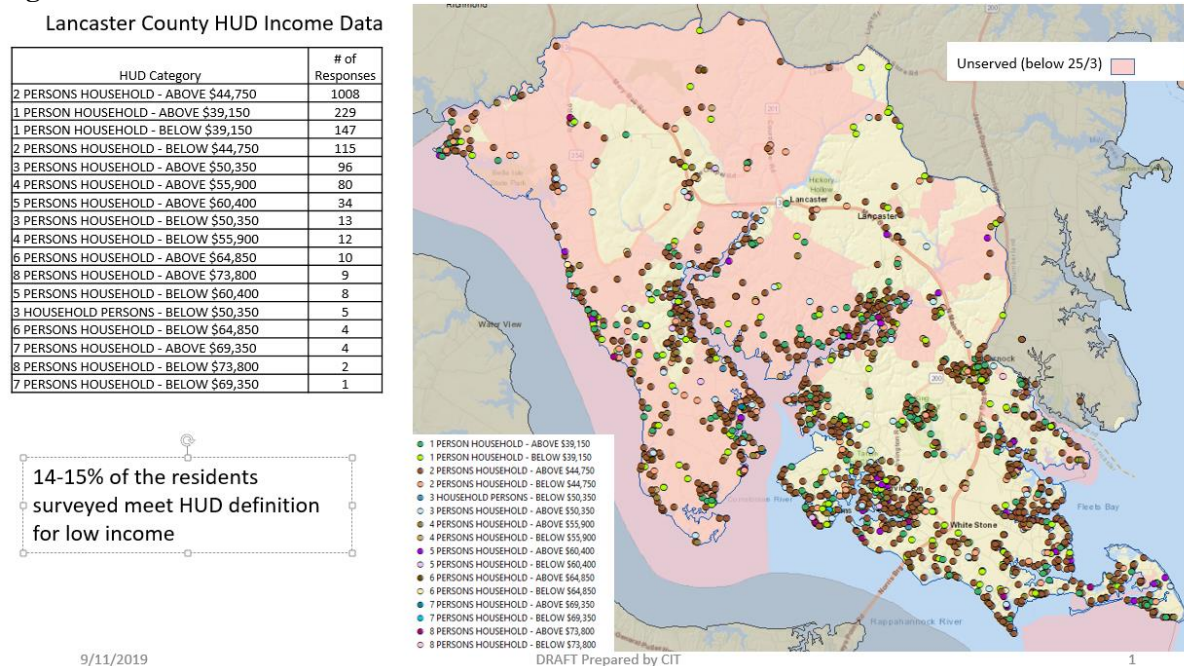 Lancaster County HUD Income Data
HUD Category
# of
Responses
2 PERSONS HOUSEHOLD - ABOVE $44,750 1008
1 PERSON HOUSEHOLD - ABOVE $39,150 229
1 PERSON HOUSEHOLD - BELOW $39,150 147
2 PERSONS HOUSEHOLD - BELOW $44,750 115
3 PERSONS HOUSEHOLD - ABOVE $50,350 96
4 PERSONS HOUSEHOLD - ABOVE $55,900 80
5 PERSONS HOUSEHOLD - ABOVE $60,400 34
3 PERSONS HOUSEHOLD - BELOW $50,350 13
4 PERSONS HOUSEHOLD - BELOW $55,900 12
6 PERSONS HOUSEHOLD - ABOVE $64,850 10
8 PERSONS HOUSEHOLD - ABOVE $73,800 9
5 PERSONS HOUSEHOLD - BELOW $60,400 8
3 HOUSEHOLD PERSONS - BELOW $50,350 5
6 PERSONS HOUSEHOLD - BELOW $64,850 4
7 PERSONS HOUSEHOLD - ABOVE $69,350 4
8 PERSONS HOUSEHOLD - BELOW $73,800 2
7 PERSONS HOUSEHOLD - BELOW $69,350 1
14-15% of the residents
surveyed meet HUD definition
for low income
Unserved (below 25/3)
Richmond
200
201
354
Belle Isle
State Park
Hickory
Hollow
Lancaster
Lancaster
Water View
200
White Stone
Fleets Bay
Rappahannock River
1 PERSON HOUSEHOLD - ABOVE $39,150
1 PERSON HOUSEHOLD - BELOW $39,150
2 PERSONS HOUSEHOLD - ABOVE $44,750
2 PERSONS HOUSEHOLD - BELOW $44,750
3 HOUSEHOLD PERSONS - BELOW $50,350
3 PERSONS HOUSEHOLD - ABOVE $50,350
4 PERSONS HOUSEHOLD - ABOVE $55,900
4 PERSONS HOUSEHOLD - BELOW $55,900
5 PERSONS HOUSEHOLD - ABOVE $60,400
5 PERSONS HOUSEHOLD - BELOW $60,400
6 PERSONS HOUSEHOLD - ABOVE $64,850
6 PERSONS HOUSEHOLD - BELOW $64,850
7 PERSONS HOUSEHOLD - ABOVE $69,350
7 PERSONS HOUSEHOLD - BELOW $69,350
8 PERSONS HOUSEHOLD - ABOVE $73,800
8 PERSONS HOUSEHOLD - BELOW $73,800
9/11/2019
DRAFT Prepared by CIT
1